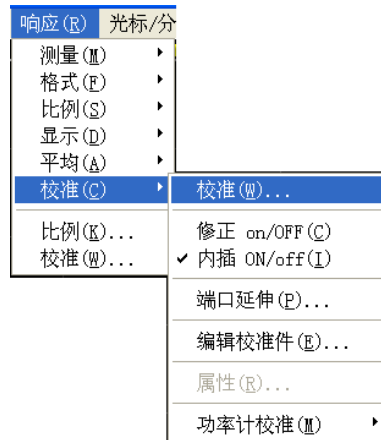 响应(R) 光标/分
测量(M)
格式(F)
比例(S)
显示(D)
平均(A)
校准(C)
比例(K)...
校准(W)...
校准(W)...
修正 on/OFF(C)
内插 ON/off(I)
端口延伸(P)...
编辑校准件(E)...
属性(R)...
功率计校准(M)